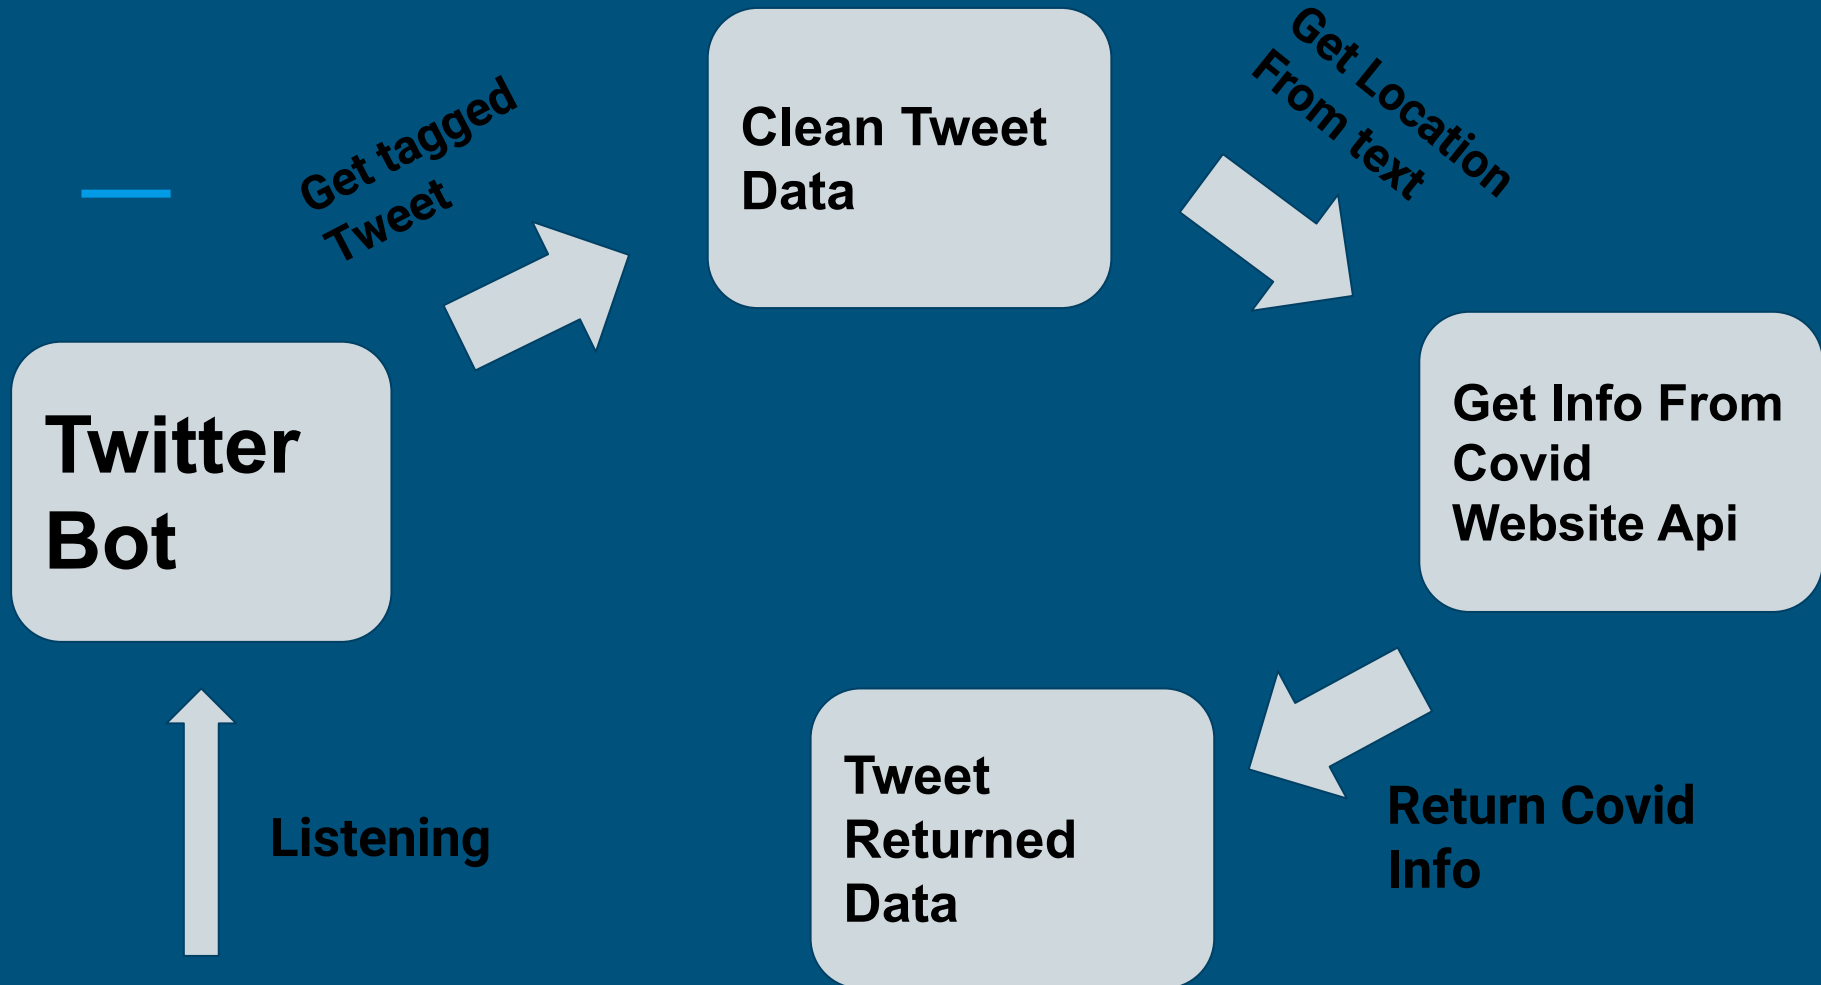 Get tagged
Tweet
Clean Tweet
Data
Get Location
From text
Twitter
Bot
Get Info From
Covid
Website Api
Listening
Tweet
Returned
Data
Return Covid
Info